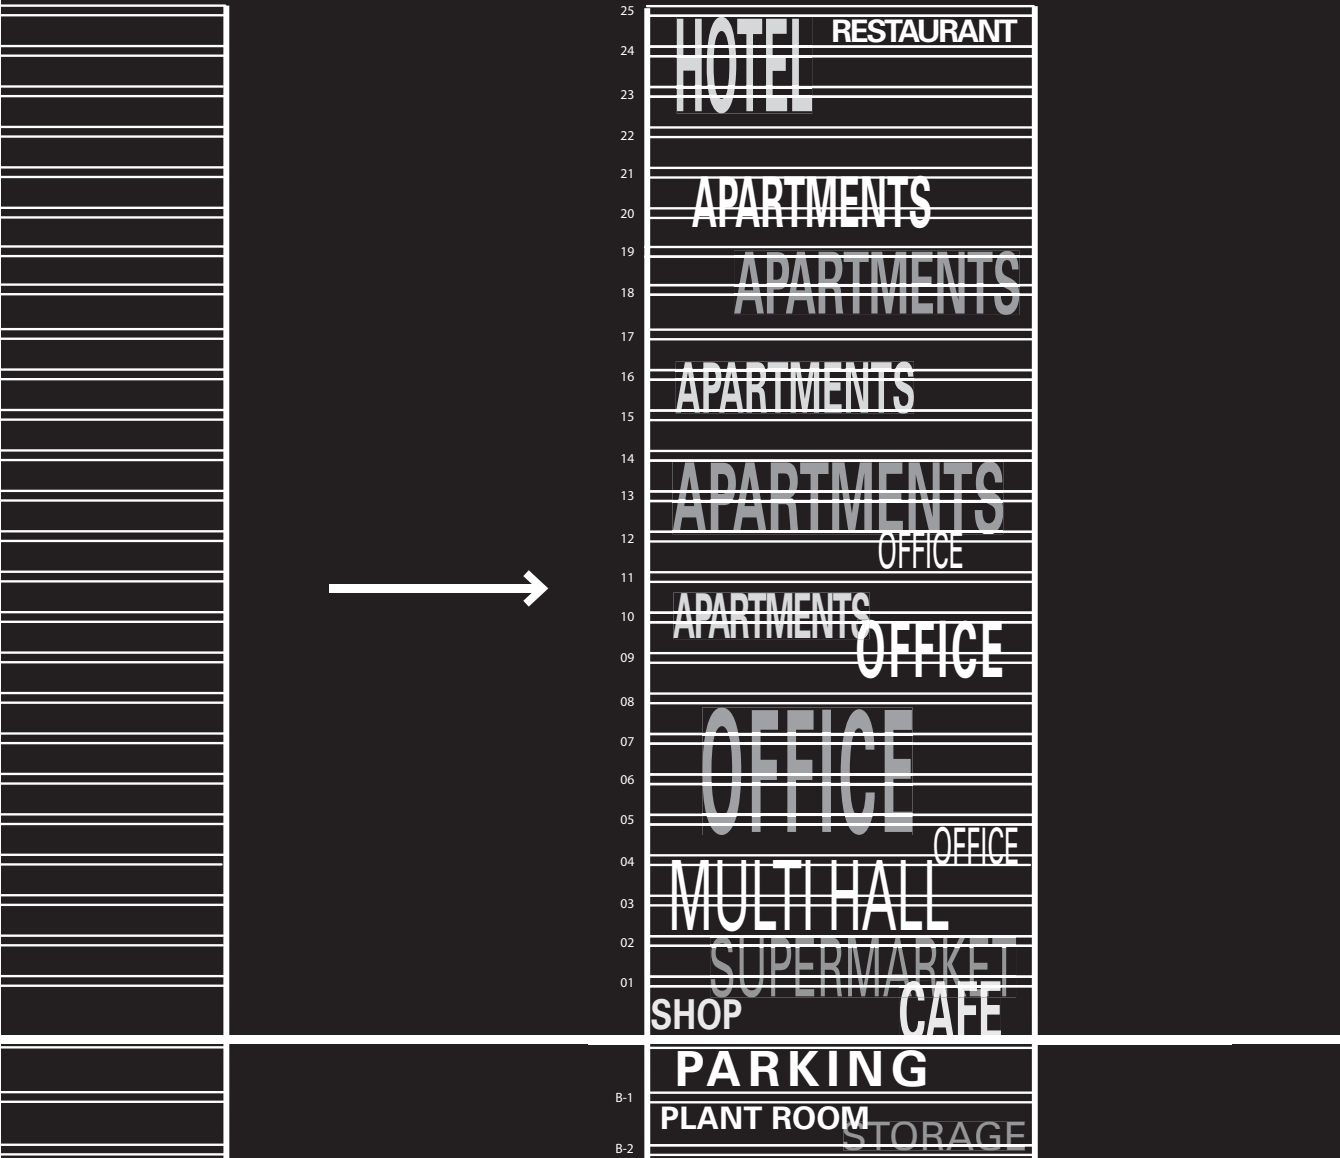 25
HOTEL RESTAURANT
24
23
22
21
APARTMENTS
20
19
APARTMENTS
18
17
16
APARTMENTS
15
14
APARTMENTS
13
12
OFFICE
11
10
APARTMENTS
OFFICE
09
08
OFFICE
07
06
05
OFFICE
04
MULTI HALL
03
02
SUPERMARKET
01
CAFE
SHOP
PARKING
B-1
PLANT ROOM
STORAGE
B-2